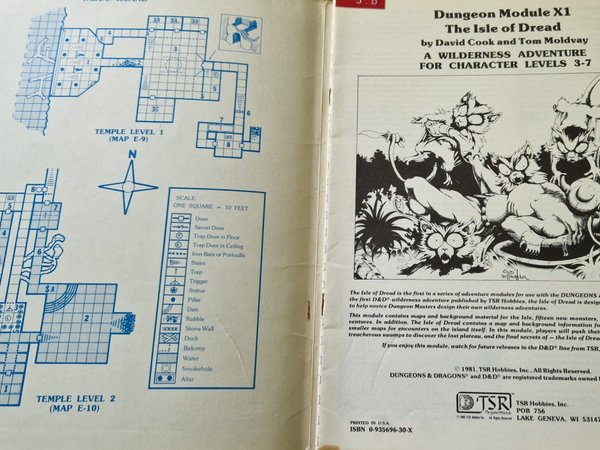 TEMPLE LEVEL 1
(MAP E-9)
N
SCALE:
ONE SQUARE = 10 FEET
Door
Secret Door
Trap Door in Floor
Trap Door in Ceiling
Iron Bars or Portcullis
Stairs
Trap
Trigger
Statue
Pillar
Dais
Rubble
Stone Wall
Dock
Balcony
Water
Smokehole
Altar
TEMPLE LEVEL 2
(MAP E-10)
Dungeon Module X1
The Isle of Dread
by David Cook and Tom Moldvay
A WILDERNESS ADVENTURE
FOR CHARACTER LEVELS 3-7
The Isle of Dread is the first in a series of adventure modules for use with the DUNGEONS &
the first D&D® wilderness adventure published by TSR Hobbies, Inc. The Isle of Dread is design
to help novice Dungeon Masters design their own wilderness adventures.
This module contains maps and background material for the Isle, fifteen new monsters,
ventures. In addition, The Isle of Dread contains a map and background information fo
smaller maps for encounters on the island itself. In this module, players will push thei
treacherous swamps to discover the lost plateau, and the final secrets of — the Isle of Dread
If you enjoy this module, watch for future releases in the D&D® line from TSR,
© 1981, TSR Hobbies, Inc., All Rights Reserved.
DUNGEONS & DRAGONS® and D&D® are registered trademarks owned b
TSR
TSR Hobbies, Inc.
POB 756
LAKE GENEVA, WI 53147
PRINTED IN U.S.A.
ISBN 0-935696-30-X